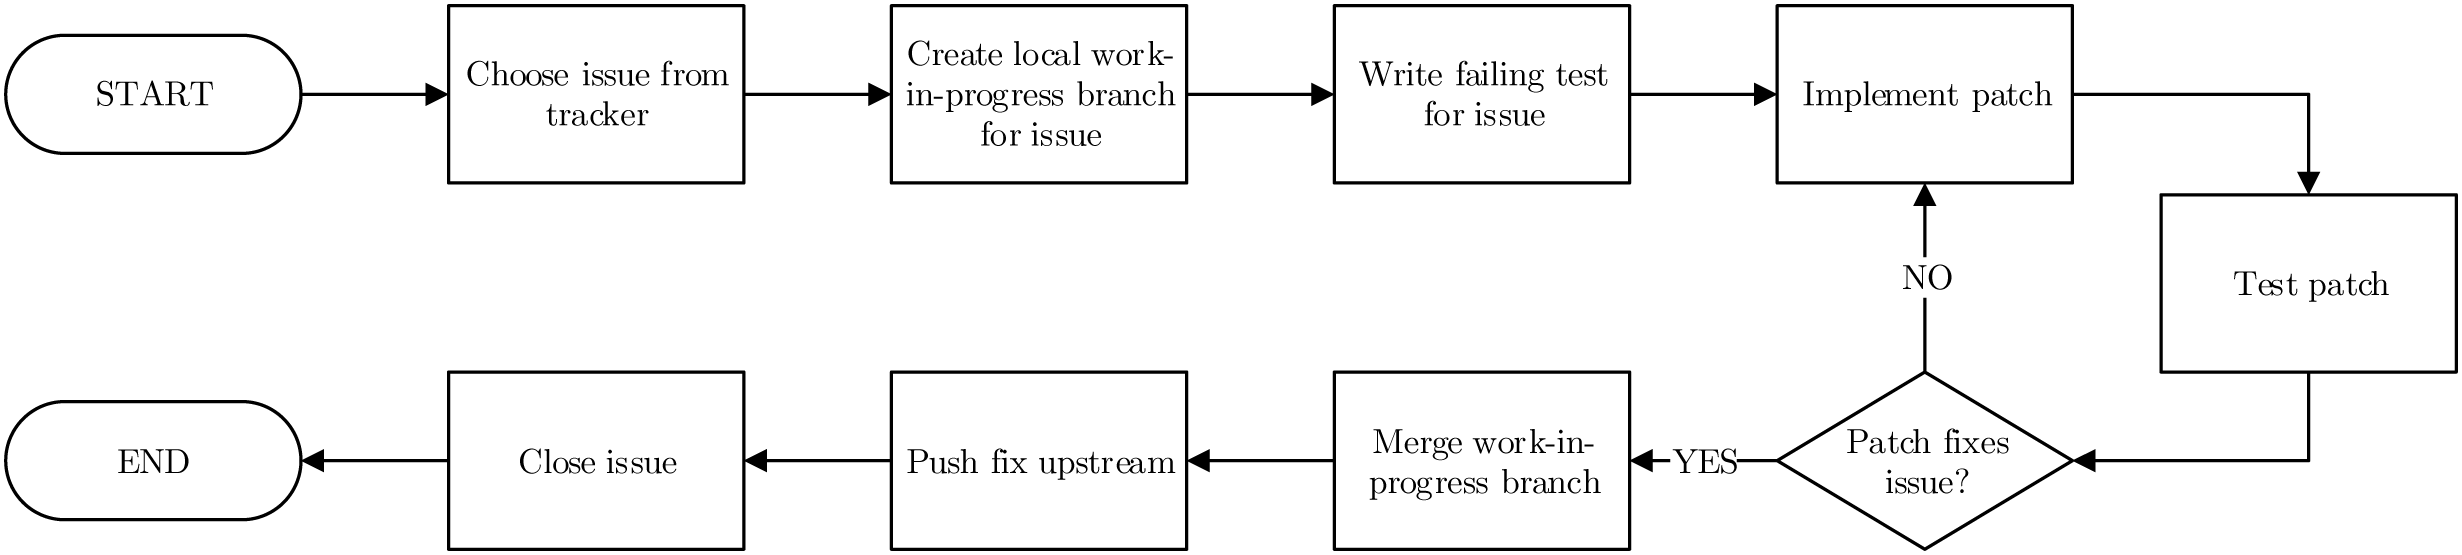 START
Choose issue from
tracker
Create local work-
in-progress branch
for issue
Write failing test
for issue
Implement patch
Test patch
NO
Patch fixes
issue?
YES
Merge work-in-
progress branch
Push fix upstream
Close issue
END